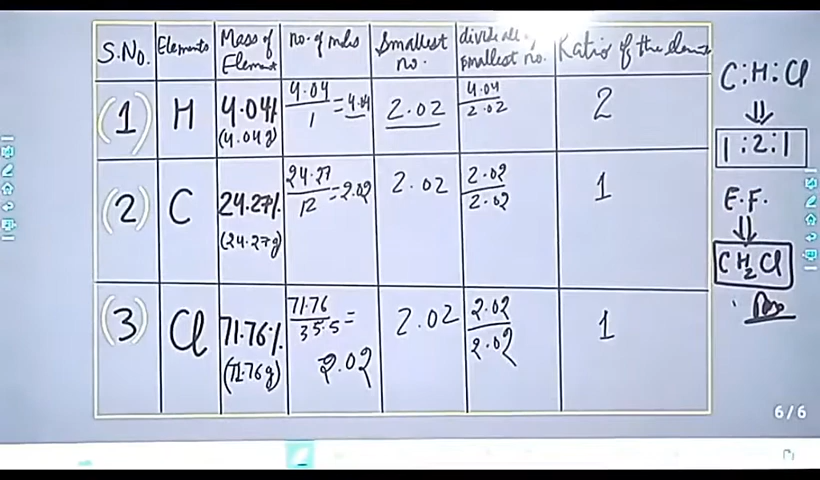 S.No. Elements Mass of Element no. of mols Smallest no. divide all smallest no. Ratio of the
(1) H 4.04% (4.04g) 4.04/1 = 4.04 2.02 4.04/2.02 2
(2) C 24.27% (24.27g) 24.27/12 = 2.02 2.02 2.02/2.02 1
(3) Cl 71.76% (71.76g) 71.76/35.5 = 2.02 2.02 2.02/2.02 1
C:H:Cl
⇓
1:2:1
E.F.
⇓
CH₂Cl
6/6